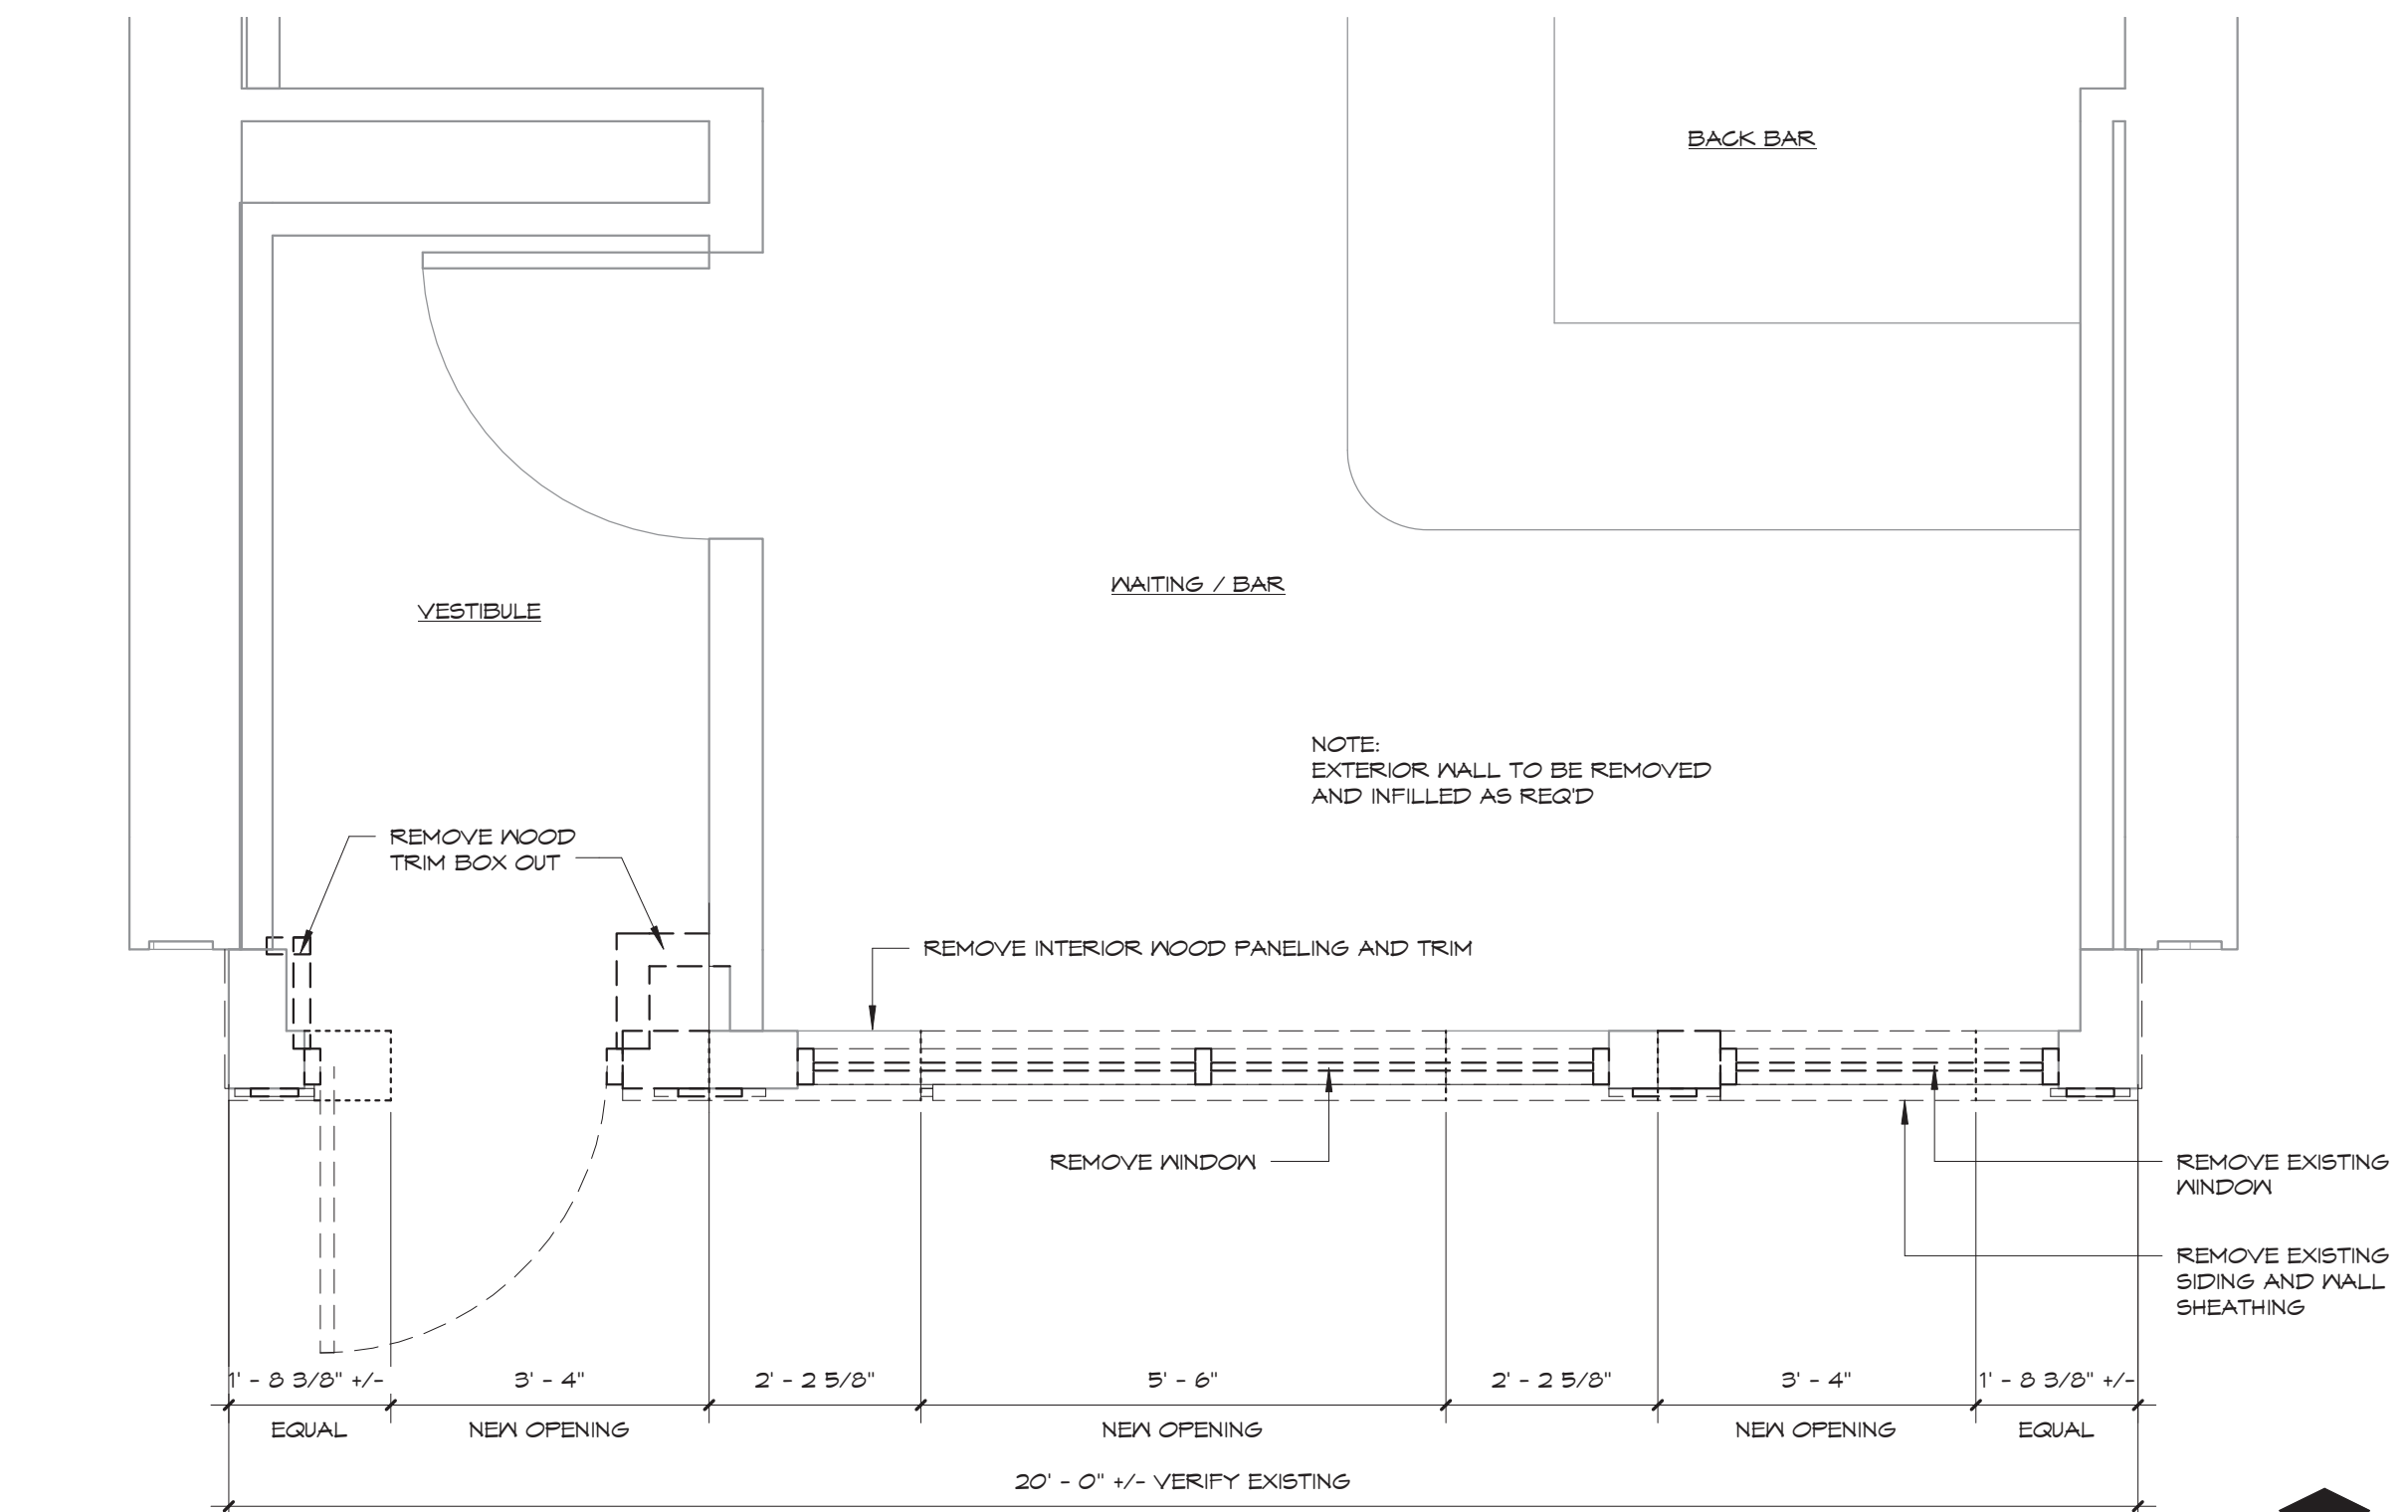 BACK BAR
WAITING / BAR
VESTIBULE
NOTE:
EXTERIOR WALL TO BE REMOVED
AND INFILLED AS REQ'D
REMOVE WOOD
TRIM BOX OUT
REMOVE INTERIOR WOOD PANELING AND TRIM
REMOVE WINDOW
REMOVE EXISTING
WINDOW
REMOVE EXISTING
SIDING AND WALL
SHEATHING
1' - 8 3/8" +/-
3' - 4"
2' - 2 5/8"
5' - 6"
2' - 2 5/8"
3' - 4"
1' - 8 3/8" +/-
EQUAL
NEW OPENING
NEW OPENING
NEW OPENING
EQUAL
20' - 0" +/- VERIFY EXISTING